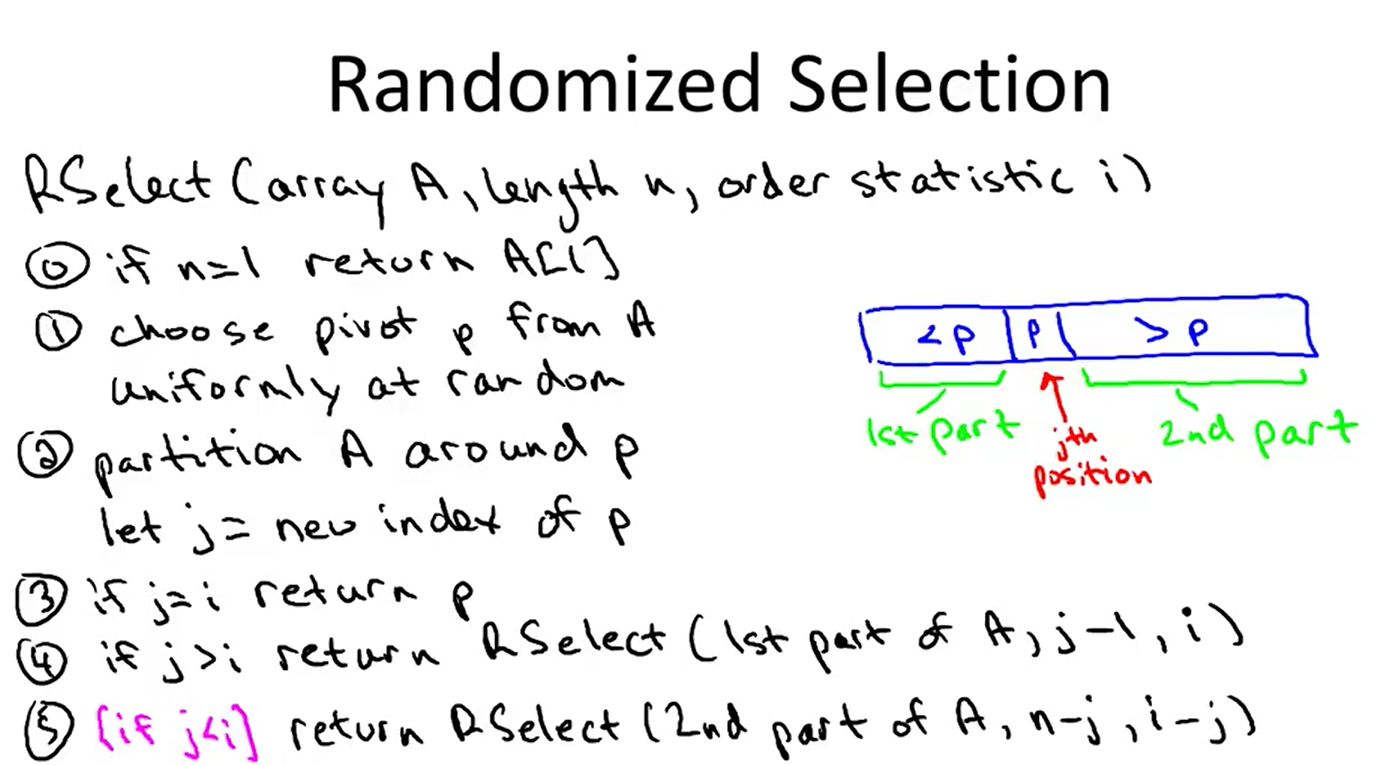 Randomized Selection
RSelect (array A, length n, order statistic i)
⓪ if n=1 return A[1]
① choose pivot p from A
uniformly at random
② partition A around p
let j = new index of p
③ if j=i return p
④ if j>i return RSelect (1st part of A, j-1, i)
⑤ [if j<i] return RSelect (2nd part of A, n-j, i-j)
<p p >p
1st part
jth
position
2nd part